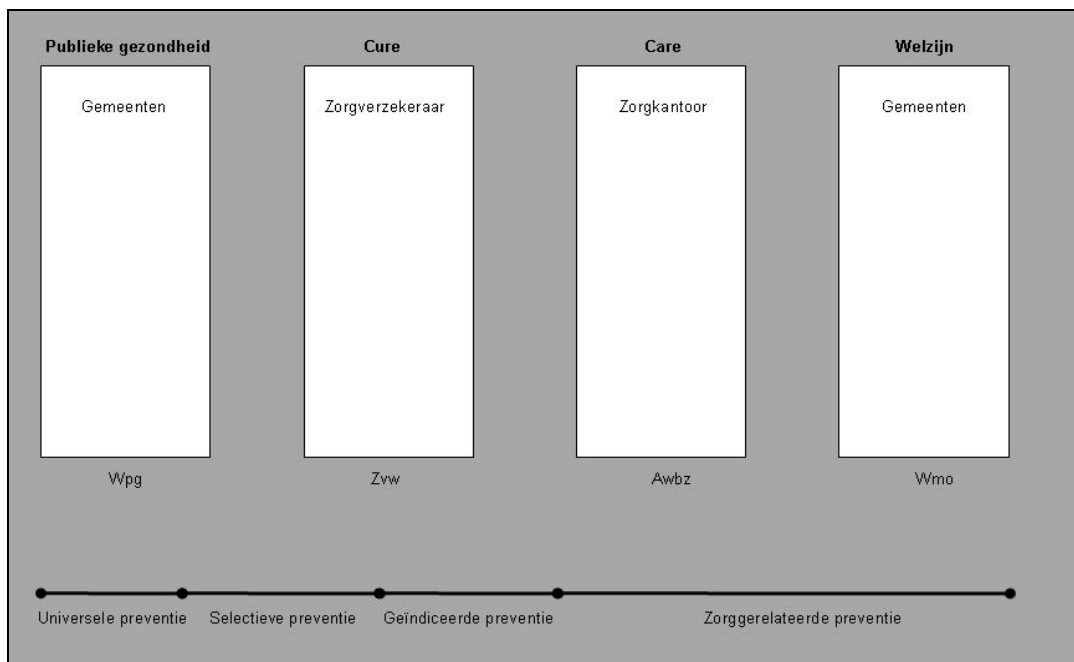 Publieke gezondheid
Cure
Care
Welzijn
Gemeenten
Zorgverzekeraar
Zorgkantoor
Gemeenten
Wpg
Zvw
Awbz
Wmo
Universele preventie
Selectieve preventie
Geïndiceerde preventie
Zorggerelateerde preventie